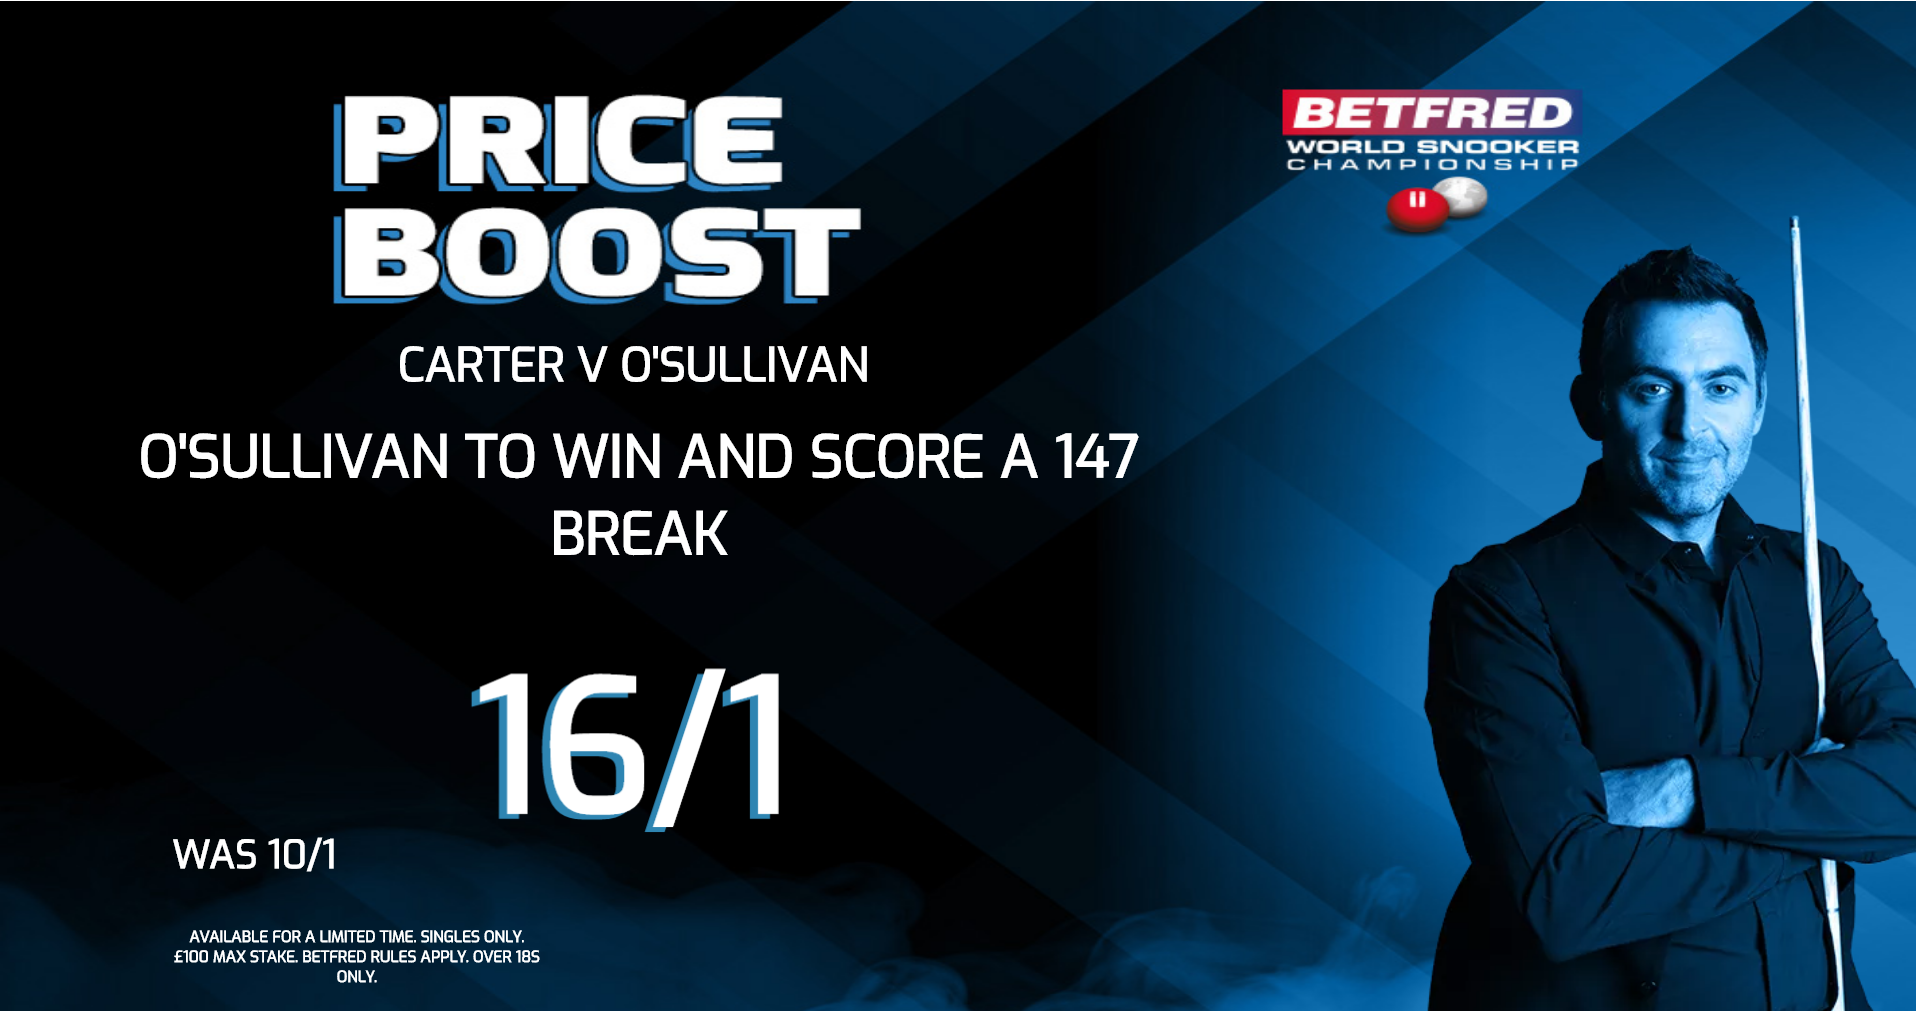 PRICE
BOOST
CARTER V O'SULLIVAN
O'SULLIVAN TO WIN AND SCORE A 147
BREAK
16/1
WAS 10/1
AVAILABLE FOR A LIMITED TIME. SINGLES ONLY.
£100 MAX STAKE. BETFRED RULES APPLY. OVER 18S
ONLY.
BETFRED
WORLD SNOOKER
CHAMPIONSHIP